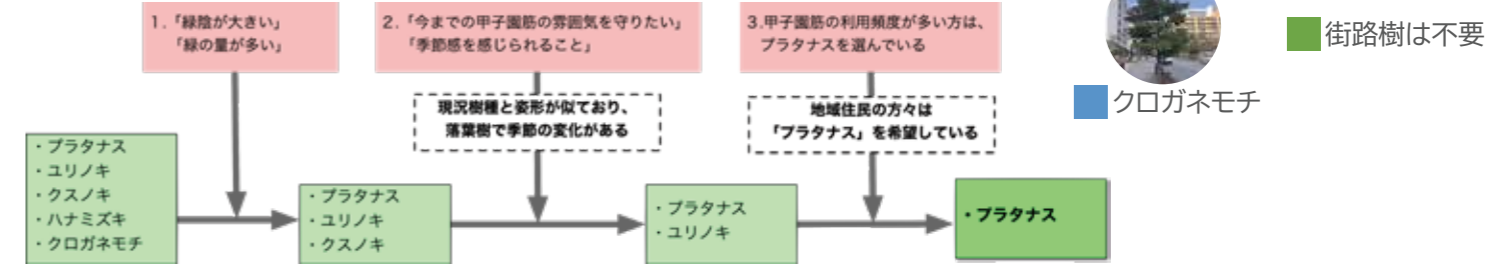 1.「緑陰が大きい」
「緑の量が多い」
2.「今までの甲子園筋の雰囲気を守りたい」
「季節感を感じられること」
3.甲子園筋の利用頻度が多い方は、
プラタナスを選んでいる
現況樹種と姿形が似ており、
落葉樹で季節の変化がある
地域住民の方々は
「プラタナス」を希望している
・プラタナス
・ユリノキ
・クスノキ
・ハナミズキ
・クロガネモチ
・プラタナス
・ユリノキ
・クスノキ
・プラタナス
・ユリノキ
・プラタナス
クロガネモチ
街路樹は不要